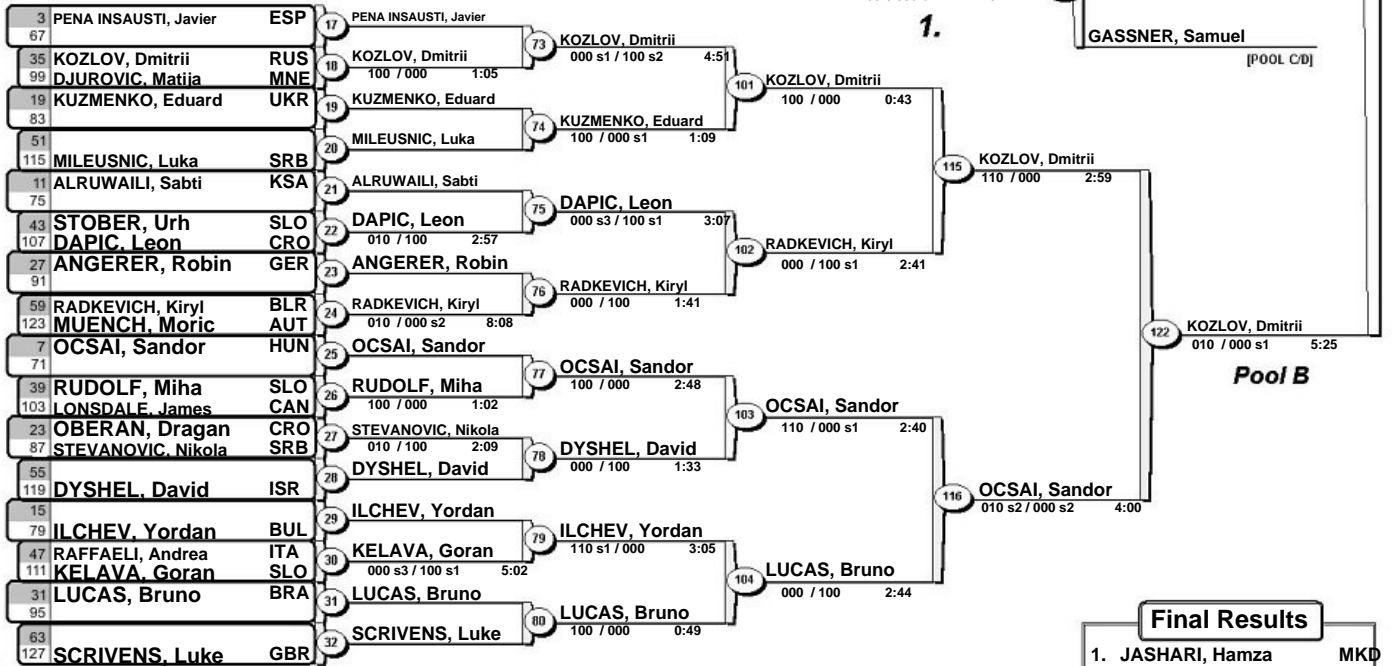 3 PENA INSAUSTI, Javier ESP
67
35 KOZLOV, Dmitrii RUS
99 DJUROVIC, Matija MNE
19 KUZMENKO, Eduard UKR
83
51
115 MILEUSNIC, Luka SRB
11 ALRUWAILI, Sabti KSA
75
43 STOBER, Urh SLO
107 DAPIC, Leon CRO
27 ANGERER, Robin GER
91
59 RADKEVICH, Kiryl BLR
123 MUENCH, Moric AUT
7 OCSAI, Sandor HUN
71
39 RUDOLF, Miha SLO
103 LONSDALE, James CAN
23 OBERAN, Dragan CRO
87 STEVANOVIC, Nikola SRB
55
119 DYSHEL, David ISR
15
79 ILCHEV, Yordan BUL
47 RAFFAELI, Andrea ITA
111 KELAVA, Goran SLO
31 LUCAS, Bruno BRA
95
63
127 SCRIVENS, Luke GBR
17 PENA INSAUSTI, Javier
18 KOZLOV, Dmitrii
100 / 000 1:05
19 KUZMENKO, Eduard
20 MILEUSNIC, Luka
21 ALRUWAILI, Sabti
22 DAPIC, Leon
010 / 100 2:57
23 ANGERER, Robin
24 RADKEVICH, Kiryl
010 / 000 s2 8:08
25 OCSAI, Sandor
26 RUDOLF, Miha
100 / 000 1:02
27 STEVANOVIC, Nikola
010 / 100 2:09
28 DYSHEL, David
29 ILCHEV, Yordan
30 KELAVA, Goran
000 s3 / 100 s1 5:02
31 LUCAS, Bruno
32 SCRIVENS, Luke
73 KOZLOV, Dmitrii
000 s1 / 100 s2 4:51
74 KUZMENKO, Eduard
100 / 000 s1 1:09
75 DAPIC, Leon
000 s3 / 100 s1 3:07
76 RADKEVICH, Kiryl
000 / 100 1:41
77 OCSAI, Sandor
100 / 000 2:48
78 DYSHEL, David
000 / 100 1:33
79 ILCHEV, Yordan
110 s1 / 000 3:05
80 LUCAS, Bruno
100 / 000 0:49
101 KOZLOV, Dmitrii
100 / 000 0:43
102 RADKEVICH, Kiryl
000 / 100 s1 2:41
103 OCSAI, Sandor
110 / 000 s1 2:40
104 LUCAS, Bruno
000 / 100 2:44
115 KOZLOV, Dmitrii
110 / 000 2:59
116 OCSAI, Sandor
010 s2 / 000 s2 4:00
122 KOZLOV, Dmitrii
010 / 000 s1 5:25
Pool B
1.
GASSNER, Samuel
[POOL C/D]
Final Results
1. JASHARI, Hamza MKD